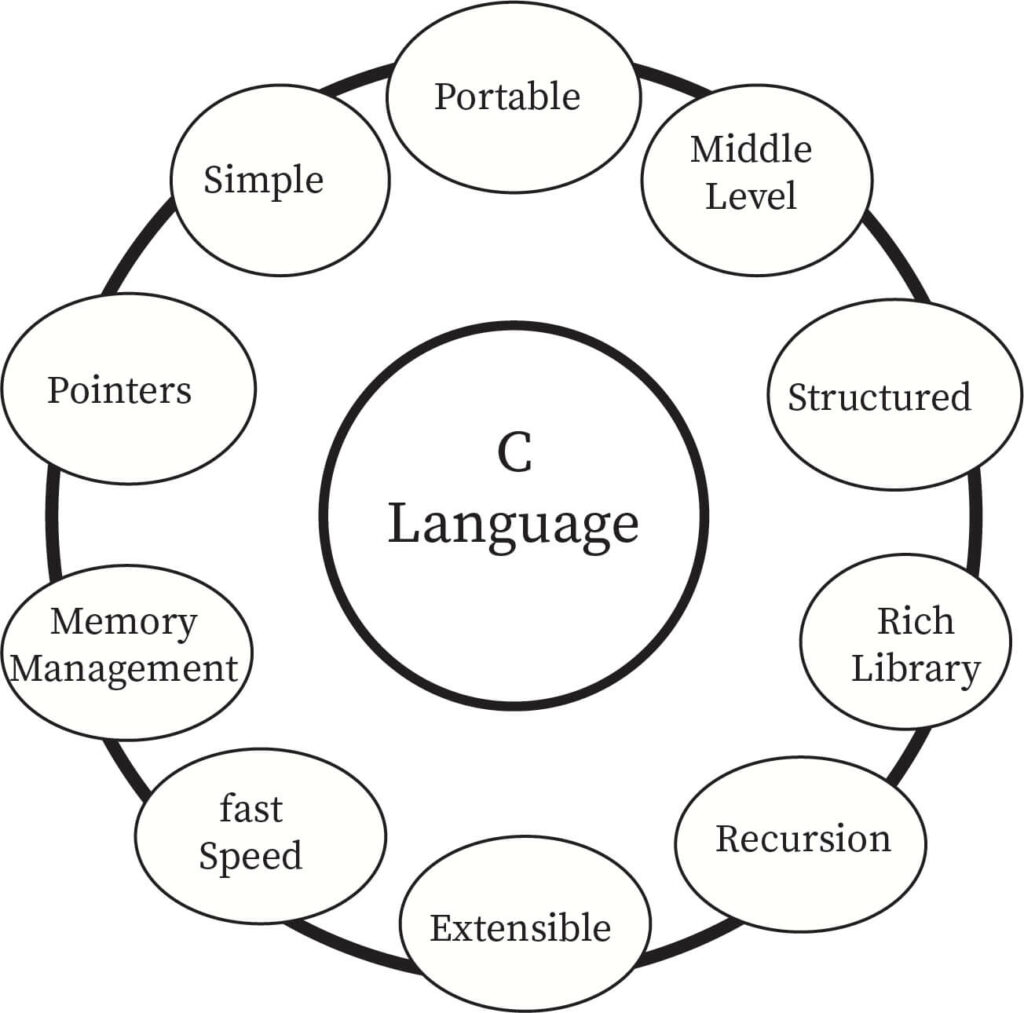 Portable
Middle
Level
Simple
Structured
Pointers
C
Language
Rich
Library
Memory
Management
Recursion
fast
Speed
Extensible